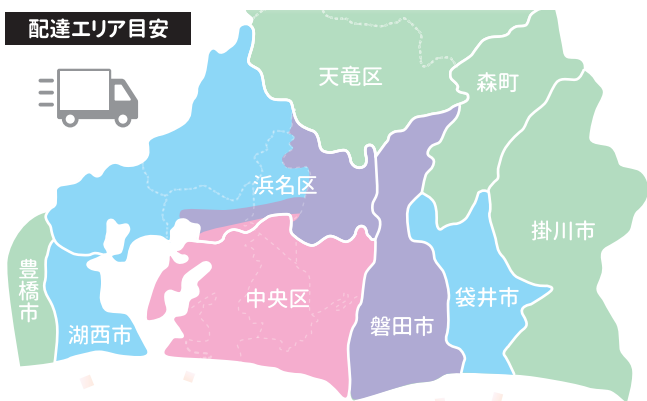 配達エリア目安
天竜区
森町
浜名区
掛川市
豊橋市
中央区
袋井市
湖西市
磐田市